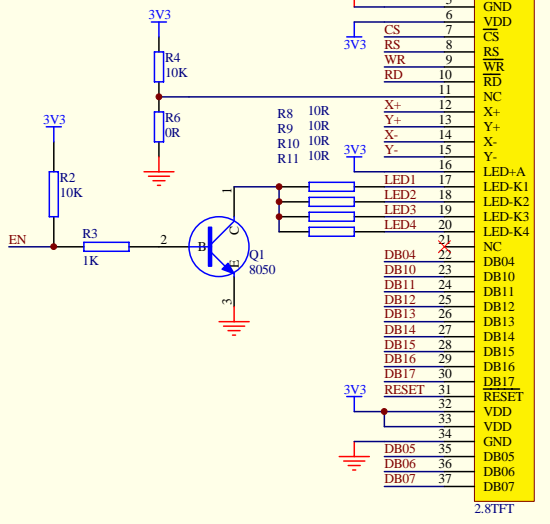 5 GND
3V3
6 VDD
3V3
CS 7 CS
RS 8 RS
WR 9 WR
RD 10 RD
R4
10K
11 NC
R6
0R
X+ 12 X+
Y+ 13 Y+
X- 14 X-
Y- 15 Y-
R8 10R
R9 10R
R10 10R
R11 10R
3V3
3V3
16 LED+A
LED1 17 LED-K1
LED2 18 LED-K2
LED3 19 LED-K3
LED4 20 LED-K4
21 NC
R2
10K
1
EN
R3
1K
2
B
C
E
Q1
8050
3
DB04 22 DB04
DB10 23 DB10
DB11 24 DB11
DB12 25 DB12
DB13 26 DB13
DB14 27 DB14
DB15 28 DB15
DB16 29 DB16
DB17 30 DB17
RESET 31 RESET
3V3
32 VDD
33 VDD
34 GND
DB05 35 DB05
DB06 36 DB06
DB07 37 DB07
2.8TFT